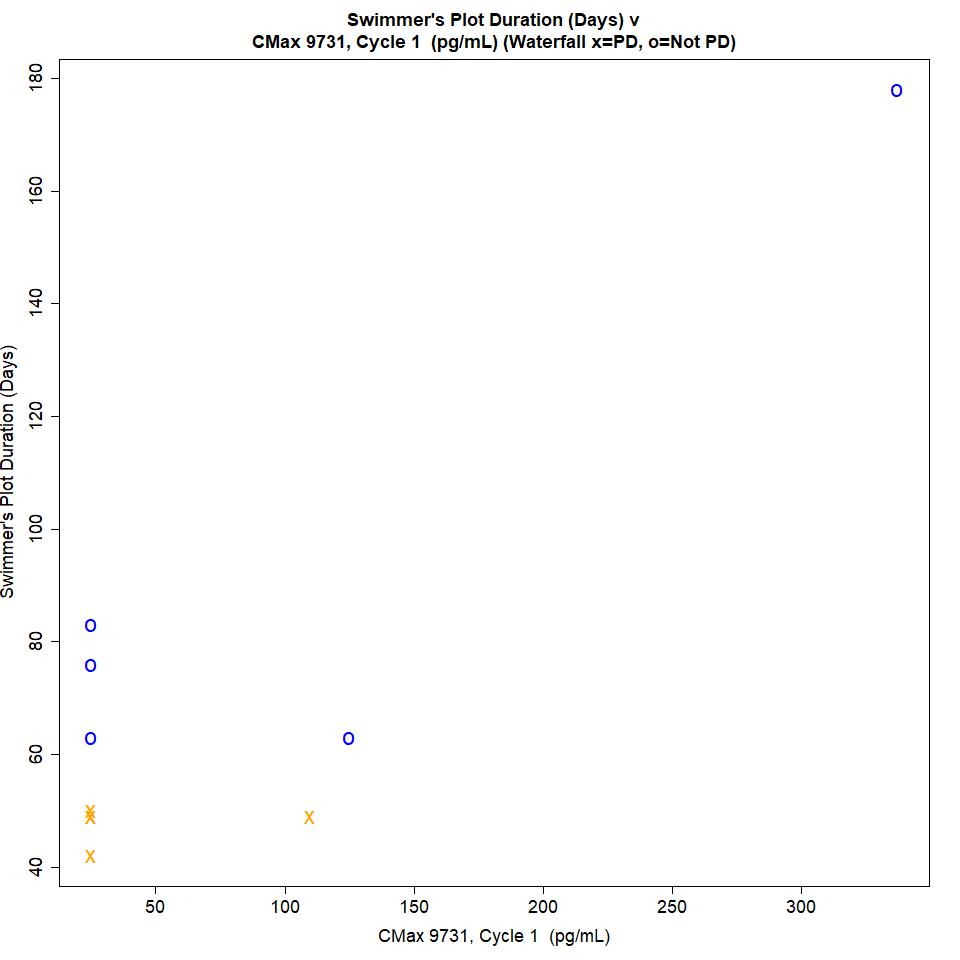 Swimmer's Plot Duration (Days) v
CMax 9731, Cycle 1  (pg/mL) (Waterfall x=PD, o=Not PD)
Swimmer's Plot Duration (Days)
180
160
140
120
100
80
60
40
o
o
o
o
o
x
x
x
x
50 100 150 200 250 300
CMax 9731, Cycle 1  (pg/mL)